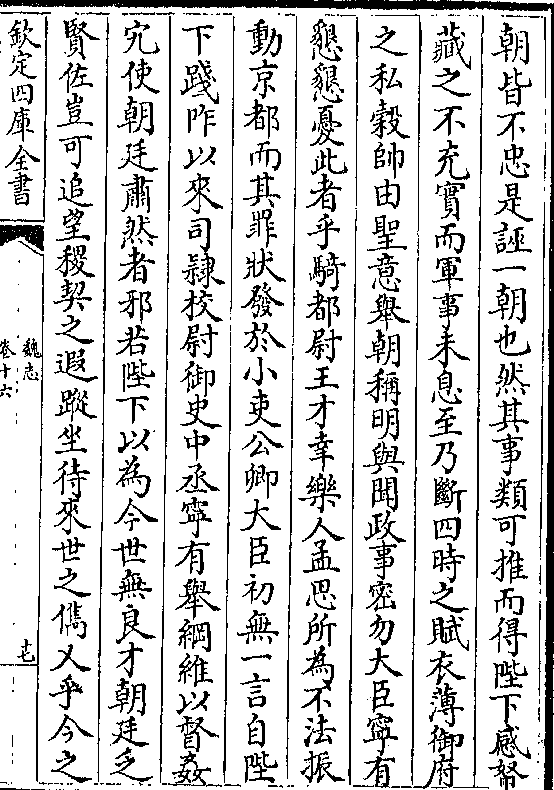 朝皆不忠是誣一朝也然其事類可推而得陛下感帑
藏之不充實而軍事未息至乃斷四時之賦衣薄御府
之私穀帥由聖意舉朝稱明與聞政事密勿大臣寧有
懇懇憂此者乎騎都尉王才幸樂人孟思所為不法振
動京都而其罪狀發於小吏公卿大臣初無一言自陛
下踐阼以來司隸校尉御史中丞寧有舉綱維以督姦
宄使朝廷肅然者邪若陛下以為今世無良才朝廷乏
賢佐豈可追望稷契之遐蹤坐待來世之儁乂乎今之
欽定四庫全書
魏志
卷十六